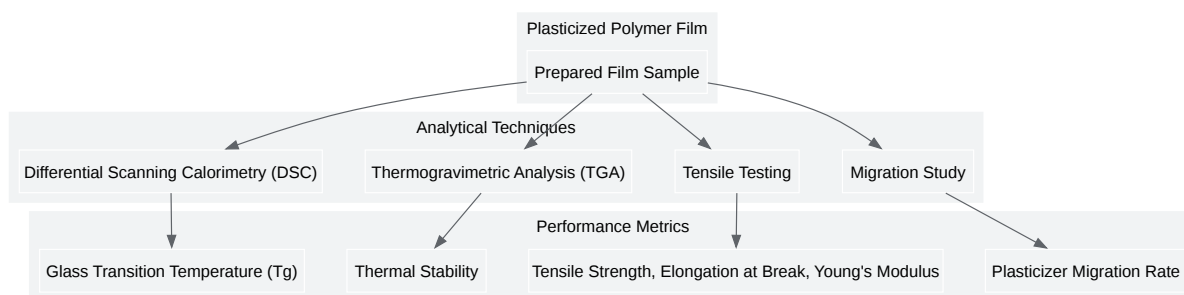 Plasticized Polymer Film
Prepared Film Sample
Analytical Techniques
Differential Scanning Calorimetry (DSC)
Thermogravimetric Analysis (TGA)
Tensile Testing
Migration Study
Performance Metrics
Glass Transition Temperature (Tg)
Thermal Stability
Tensile Strength, Elongation at Break, Young's Modulus
Plasticizer Migration Rate